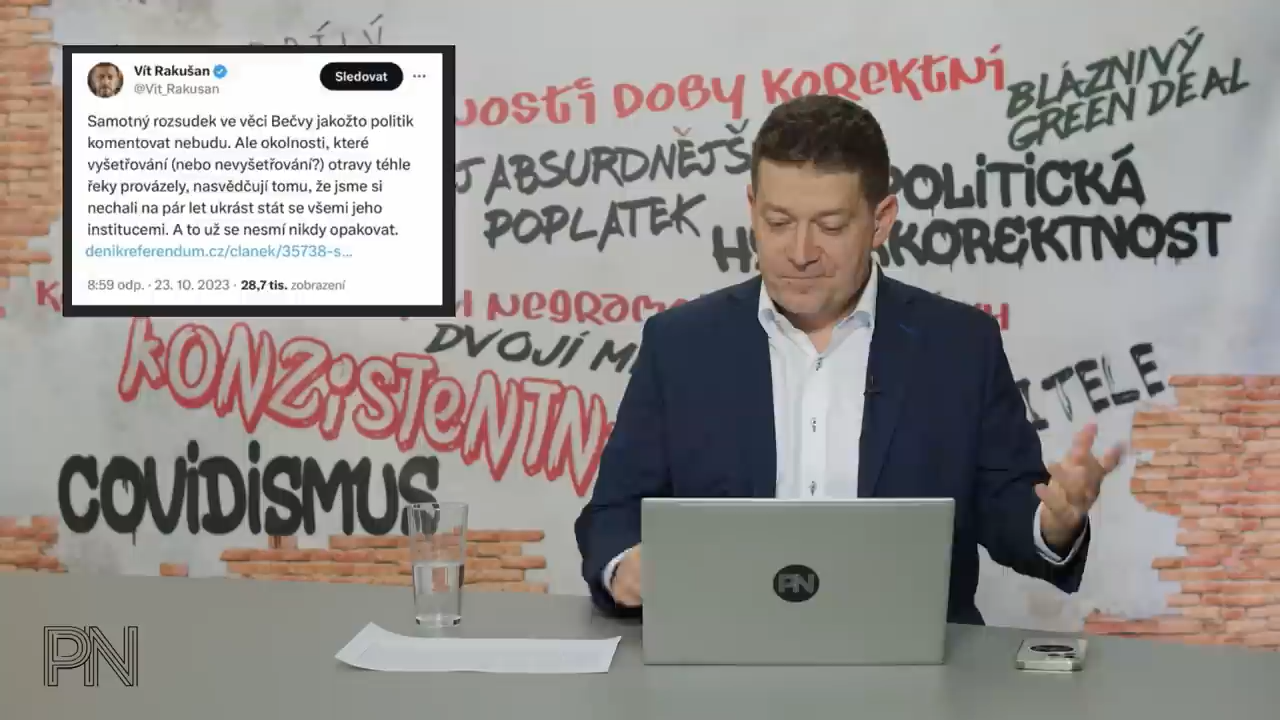 Vít Rakušan
@Vit_Rakusan
Sledovat
Samotný rozsudek ve věci Bečvy jakožto politik
komentovat nebudu. Ale okolnosti, které
vyšetřování (nebo nevyšetřování?) otravy téhle
řeky provázely, nasvědčují tomu, že jsme si
nechali na pár let ukrást stát se všemi jeho
institucemi. A to už se nesmí nikdy opakovat.
denikreferendum.cz/clanek/35738-s...
8:59 odp. · 23. 10. 2023 · 28,7 tis. zobrazení
DOBY KOREKTNÍ
BLÁZNIVÝ
GREEN DEAL
ABSURDNĚJŠ
POPLATEK
POLITICKÁ
KOREKTNOST
DVOJÍ
KONZISTENTN
COVIDISMUS
PN
PN